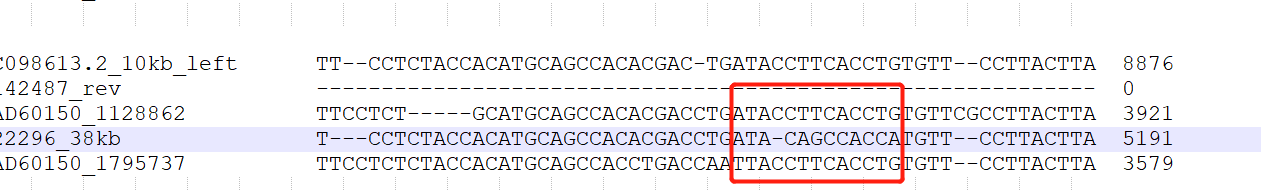 C098613.2_10kb_left TT--CCTCTACCACATGCAGCCACACGAC-TGATACCTTCACCTGTGTT--CCTTACTTA 8876
142487_rev ------------------------------------------------------------ 0
AD60150_1128862 TTCCTCT-----GCATGCAGCCACACGACCTGATACCTTCACCTGTGTTCGCCTTACTTA 3921
22296_38kb T---CCTCTACCACATGCAGCCACACGACCTGATA-CAGCCACCATGTT--CCTTACTTA 5191
AD60150_1795737 TTCCTCTCTACCACATGCAGCCACCTGACCAATTACCTTCACCTGTGTT--CCTTACTTA 3579